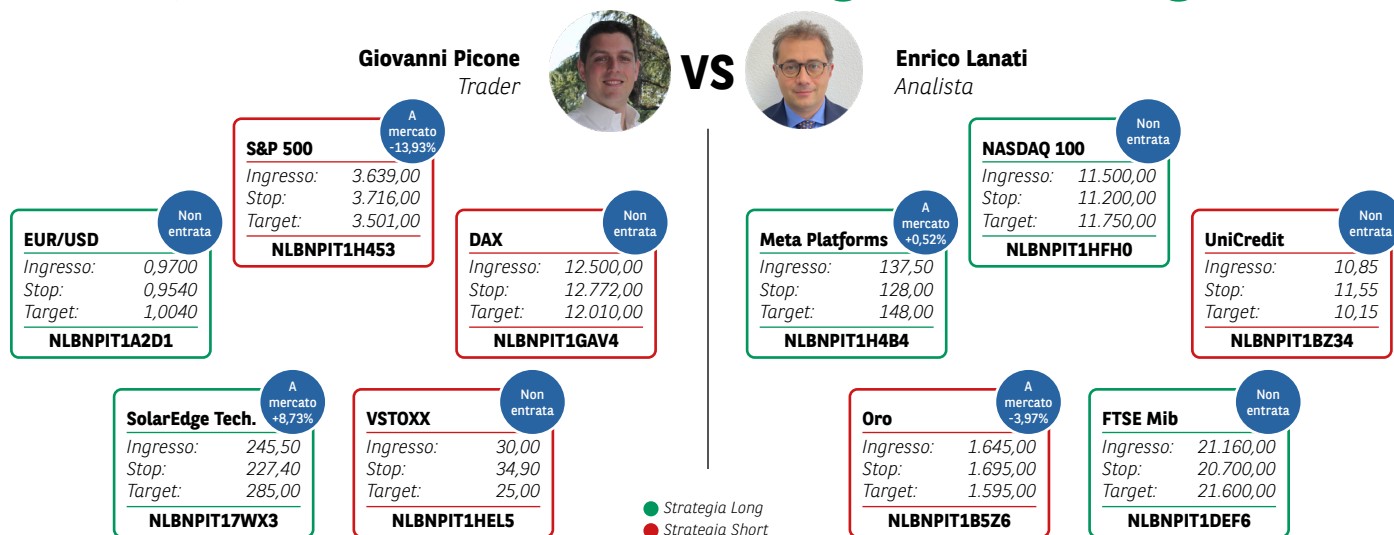 Giovanni Picone
Trader
VS
Enrico Lanati
Analista
S&P 500
A
mercato
-13,93%
Ingresso: 3.639,00
Stop: 3.716,00
Target: 3.501,00
NLBNPIT1H453
EUR/USD
Non
entrata
Ingresso: 0,9700
Stop: 0,9540
Target: 1,0040
NLBNPIT1A2D1
DAX
Non
entrata
Ingresso: 12.500,00
Stop: 12.772,00
Target: 12.010,00
NLBNPIT1GAV4
SolarEdge Tech.
A
mercato
+8,73%
Ingresso: 245,50
Stop: 227,40
Target: 285,00
NLBNPIT17WX3
VSTOXX
Non
entrata
Ingresso: 30,00
Stop: 34,90
Target: 25,00
NLBNPIT1HEL5
NASDAQ 100
Non
entrata
Ingresso: 11.500,00
Stop: 11.200,00
Target: 11.750,00
NLBNPIT1HFH0
Meta Platforms
A
mercato
+0,52%
Ingresso: 137,50
Stop: 128,00
Target: 148,00
NLBNPIT1H4B4
UniCredit
Non
entrata
Ingresso: 10,85
Stop: 11,55
Target: 10,15
NLBNPIT1BZ34
Oro
A
mercato
-3,97%
Ingresso: 1.645,00
Stop: 1.695,00
Target: 1.595,00
NLBNPIT1B5Z6
FTSE Mib
Non
entrata
Ingresso: 21.160,00
Stop: 20.700,00
Target: 21.600,00
NLBNPIT1DEF6
Strategia Long
Strategia Short